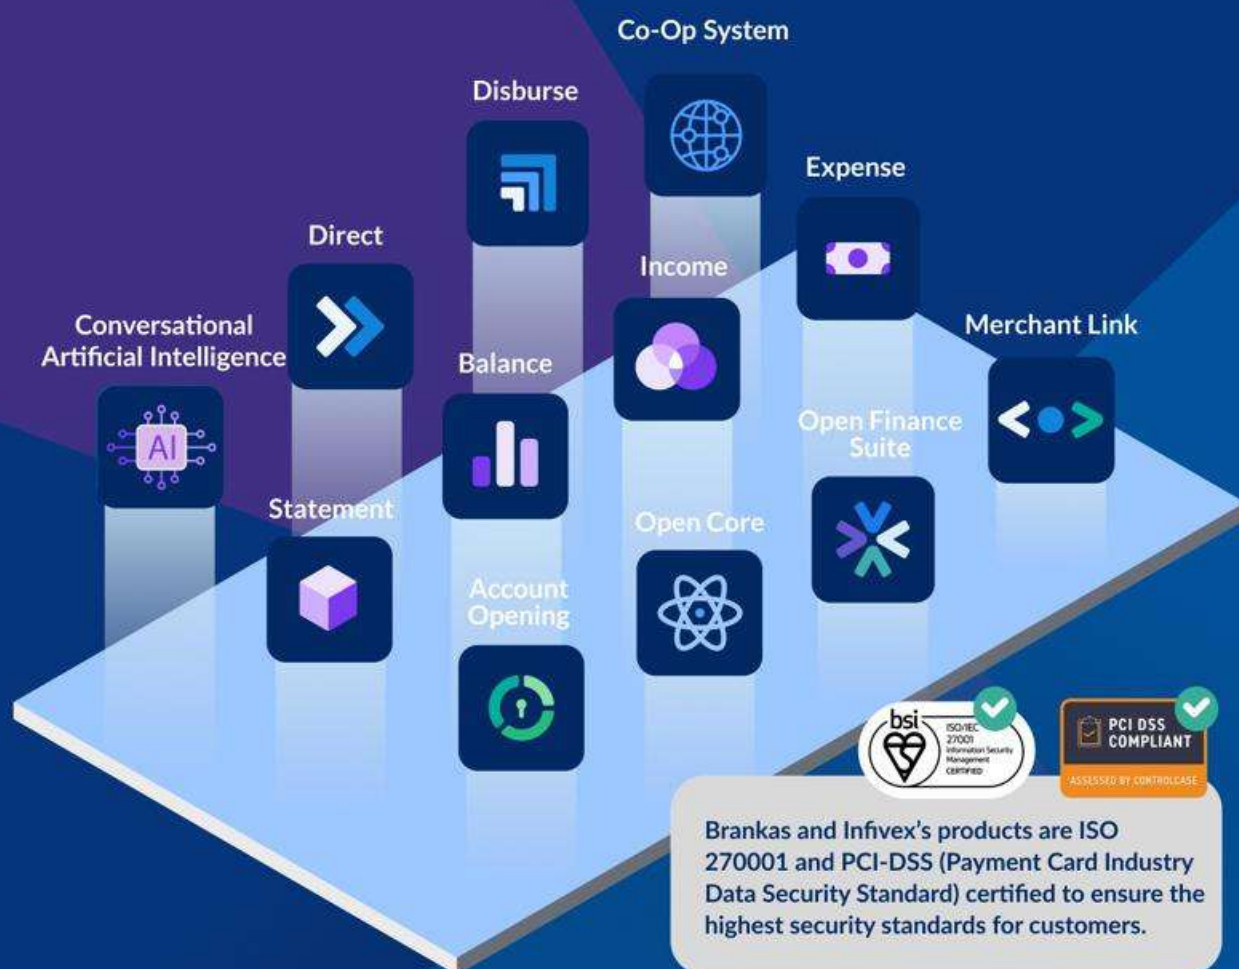 Co-Op System
Disburse
Expense
Direct
Income
Conversational
Artificial Intelligence
Merchant Link
Balance
Open Finance
Suite
AI
Statement
Open Core
Account
Opening
bsi
ISO/IEC
27001
Information Security
Management
CERTIFIED
PCI DSS
COMPLIANT
ASSESSED BY CONTROLCASE
Brankas and Infivex's products are ISO
270001 and PCI-DSS (Payment Card Industry
Data Security Standard) certified to ensure the
highest security standards for customers.